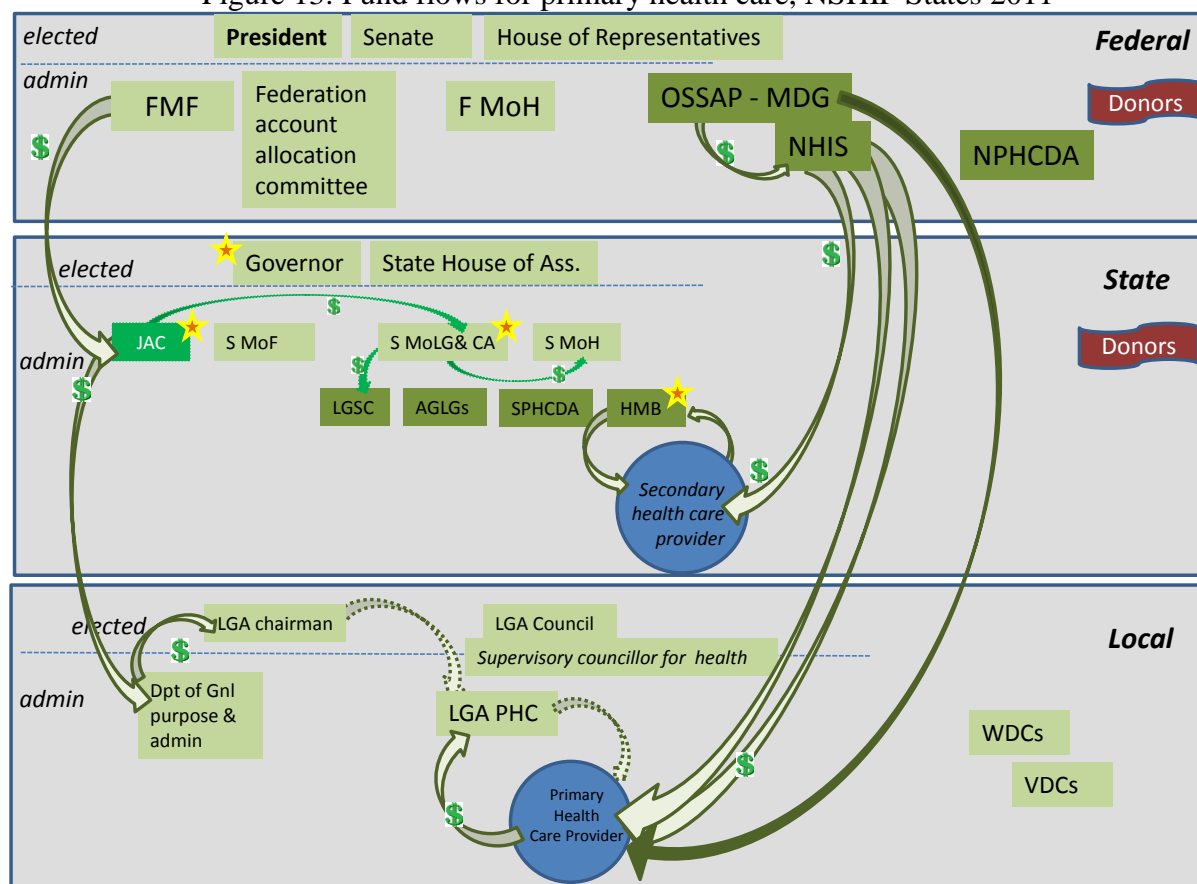 Figure 13: Fund flows for primary health care, NSHIP States 2011
elected
President
Senate
House of Representatives
Federal
admin
FMF
Federation
account
allocation
committee
F MoH
OSSAP - MDG
NHIS
NPHCDA
Donors
$
$
$
elected
Governor
State House of Ass.
State
$
admin
JAC
S MoF
S MoLG& CA
S MoH
Donors
$
$
$
LGSC
AGLGs
SPHCDA
HMB
Secondary
health care
provider
$
elected
LGA chairman
LGA Council
Local
$
Supervisory councillor for health
admin
Dpt of Gnl
purpose &
admin
LGA PHC
WDCs
VDCs
Primary
Health
Care Provider
$
$